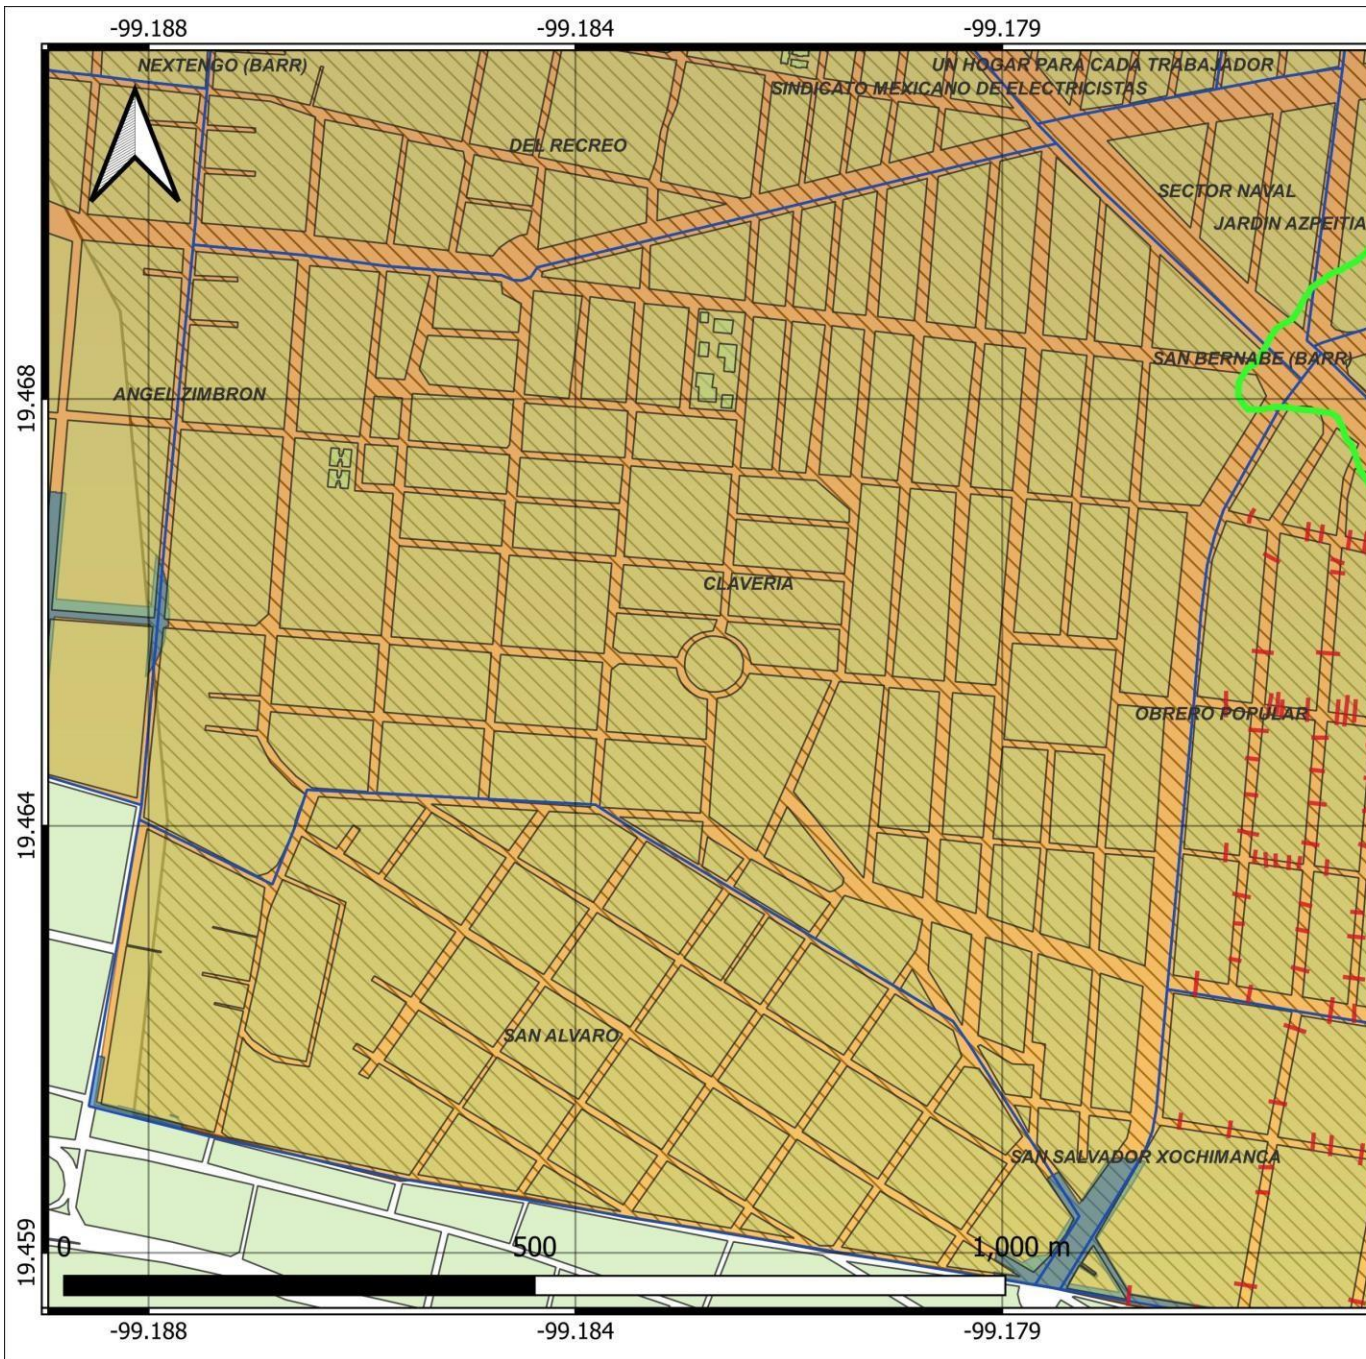 -99.188 -99.184 -99.179
NEXTENGO (BARR)
UN HOGAR PARA CADA TRABAJADOR
SINDICATO MEXICANO DE ELECTRICISTAS
DEL RECREO
SECTOR NAVAL
JARDIN AZPEITIA
SAN BERNABE (BARR)
19.468
ANGEL ZIMBRON
CLAVERIA
OBRERO POPULAR
19.464
SAN ALVARO
SAN SALVADOR XOCHIMANCA
19.459
0 500 1,000 m
-99.188 -99.184 -99.179